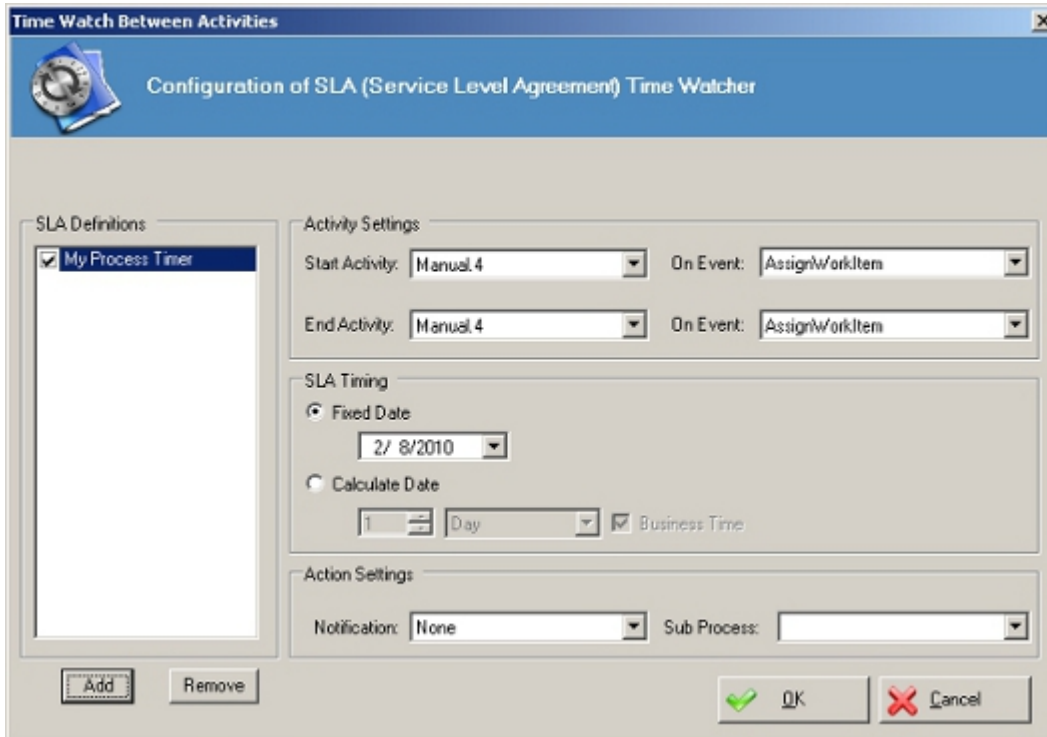 Time Watch Between Activities
Configuration of SLA (Service Level Agreement) Time Watcher
SLA Definitions
My Process Timer
Add Remove
Activity Settings
Start Activity: Manual.4 On Event: AssignWorkItem
End Activity: Manual.4 On Event: AssignWorkItem
SLA Timing
Fixed Date
2/ 8/2010
Calculate Date
1 Day Business Time
Action Settings
Notification: None Sub Process:
OK Cancel